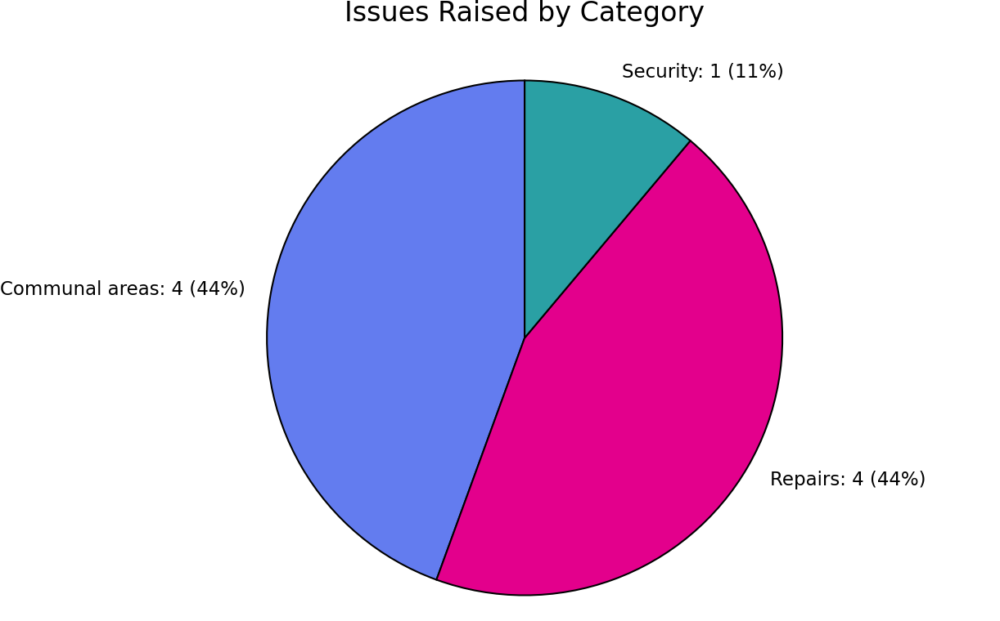 Issues Raised by Category
Security: 1 (11%)
Communal areas: 4 (44%)
Repairs: 4 (44%)